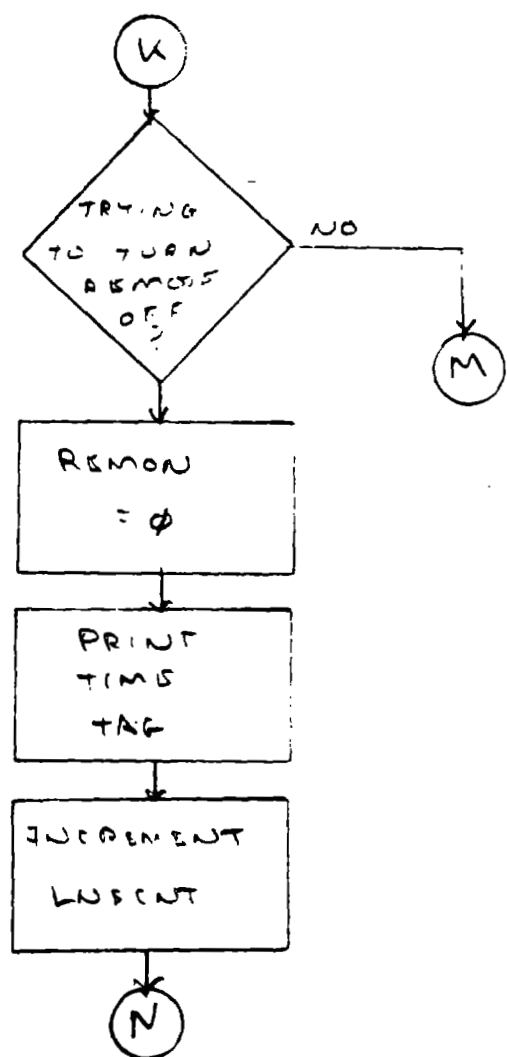 K
TRYING
TO TURN
REMOTE
OFF
?
NO
M
REMON
= Ø
PRINT
TIME
TAG
INCREMENT
LNECNT
N